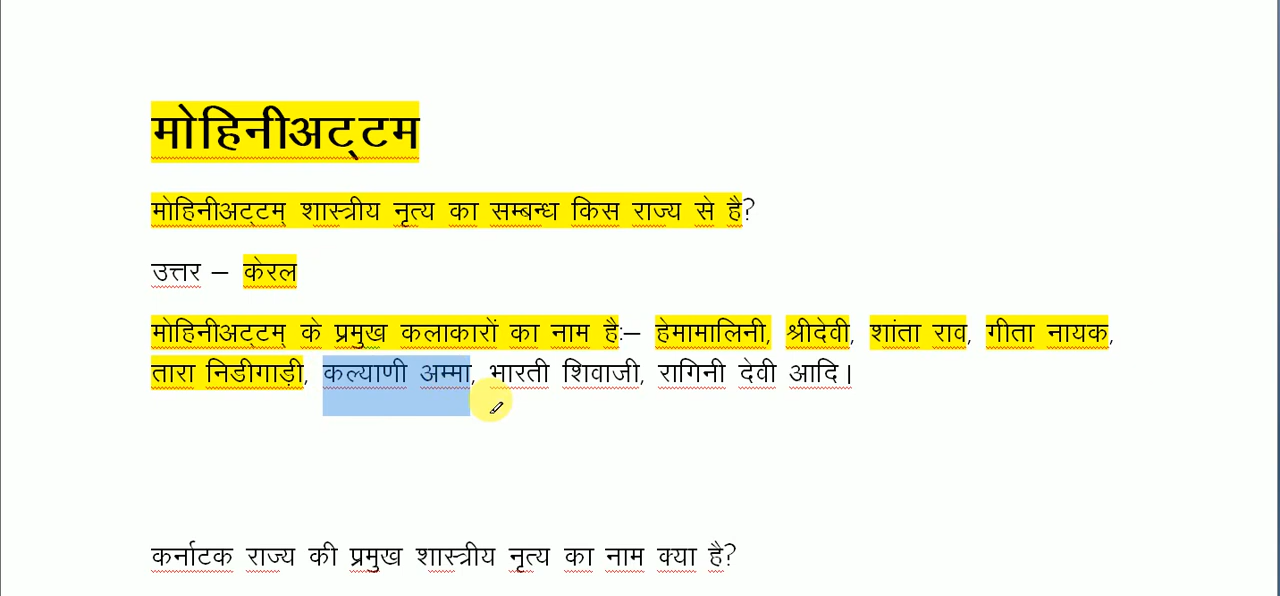 मोहिनीअट्‌टम
मोहिनीअट्‌टम् शास्त्रीय नृत्य का सम्बन्ध किस राज्य से है?
उत्तर – केरल
मोहिनीअट्‌टम् के प्रमुख कलाकारों का नाम है:– हेमामालिनी, श्रीदेवी, शांता राव, गीता नायक,
तारा निडीगाड़ी, कल्याणी अम्मा, भारती शिवाजी, रागिनी देवी आदि।
कर्नाटक राज्य की प्रमुख शास्त्रीय नृत्य का नाम क्या है?